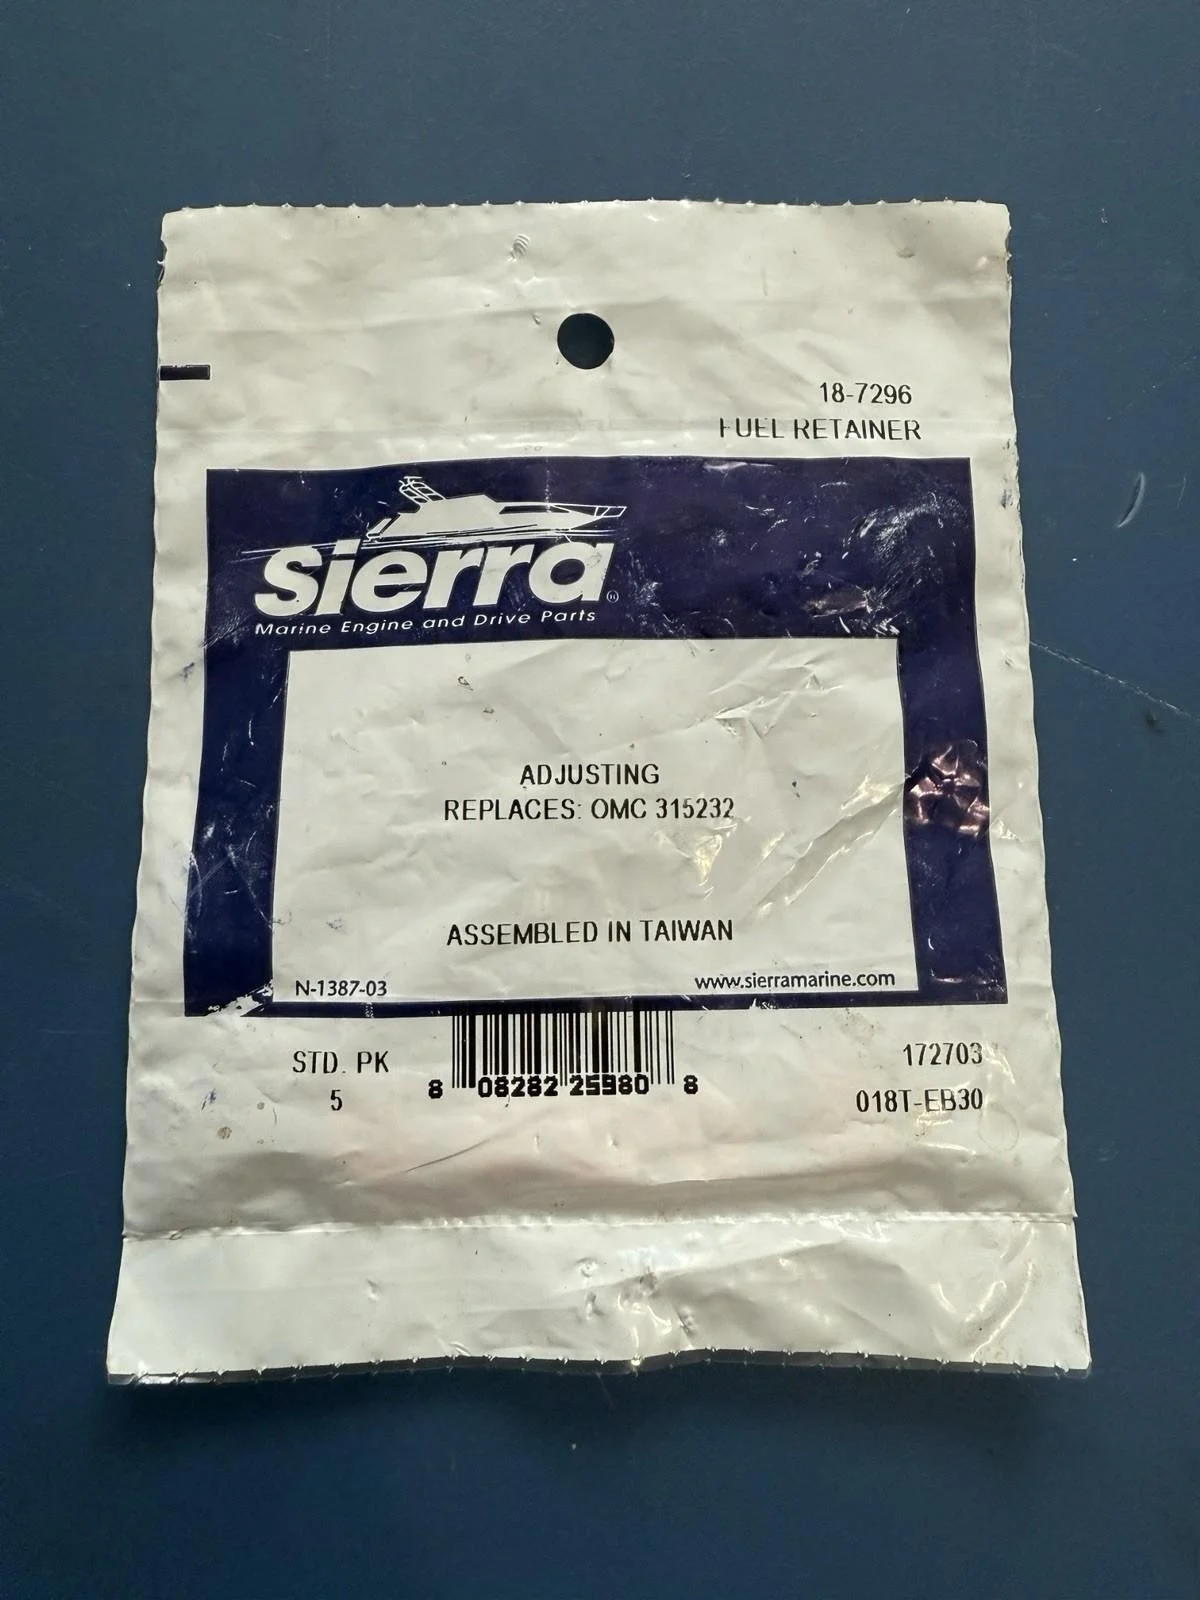 18-7296
FUEL RETAINER
sierra®
Marine Engine and Drive Parts
ADJUSTING
REPLACES: OMC 315232
ASSEMBLED IN TAIWAN
N-1387-03
www.sierramarine.com
STD. PK
5
8 08282 25980 8
172703
018T-EB30